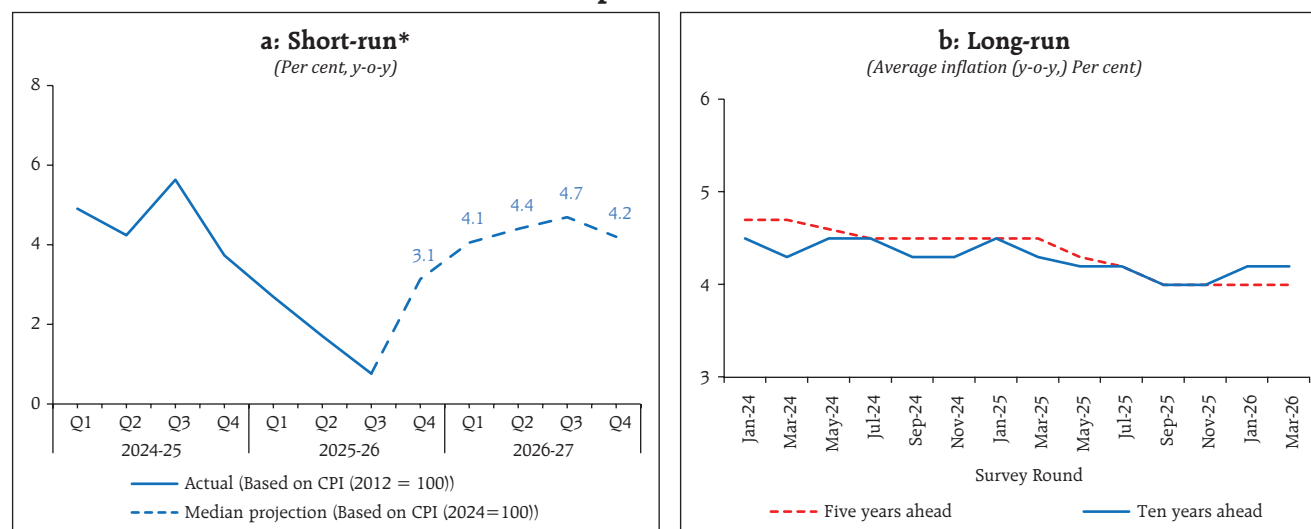 a: Short-run*
(Per cent, y-o-y)
8
6
4
2
0
4.1
4.4
4.7
4.2
3.1
Q1 Q2 Q3 Q4 Q1 Q2 Q3 Q4 Q1 Q2 Q3 Q4
2024-25 2025-26 2026-27
Actual (Based on CPI (2012 = 100))
Median projection (Based on CPI (2024=100))
b: Long-run
(Average inflation (y-o-y,) Per cent)
6
5
4
3
Jan-24
Mar-24
May-24
Jul-24
Sep-24
Nov-24
Jan-25
Mar-25
May-25
Jul-25
Sep-25
Nov-25
Jan-26
Mar-26
Survey Round
Five years ahead Ten years ahead